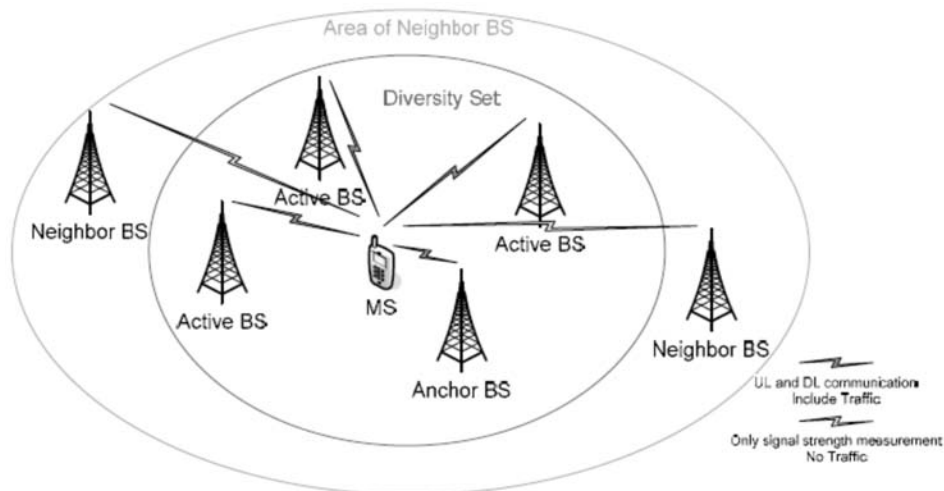 Area of Neighbor BS
Diversity Set
Active BS
Neighbor BS
Active BS
Active BS
MS
Neighbor BS
Anchor BS
UL and DL communication
Include Traffic
Only signal strength measurement
No Traffic